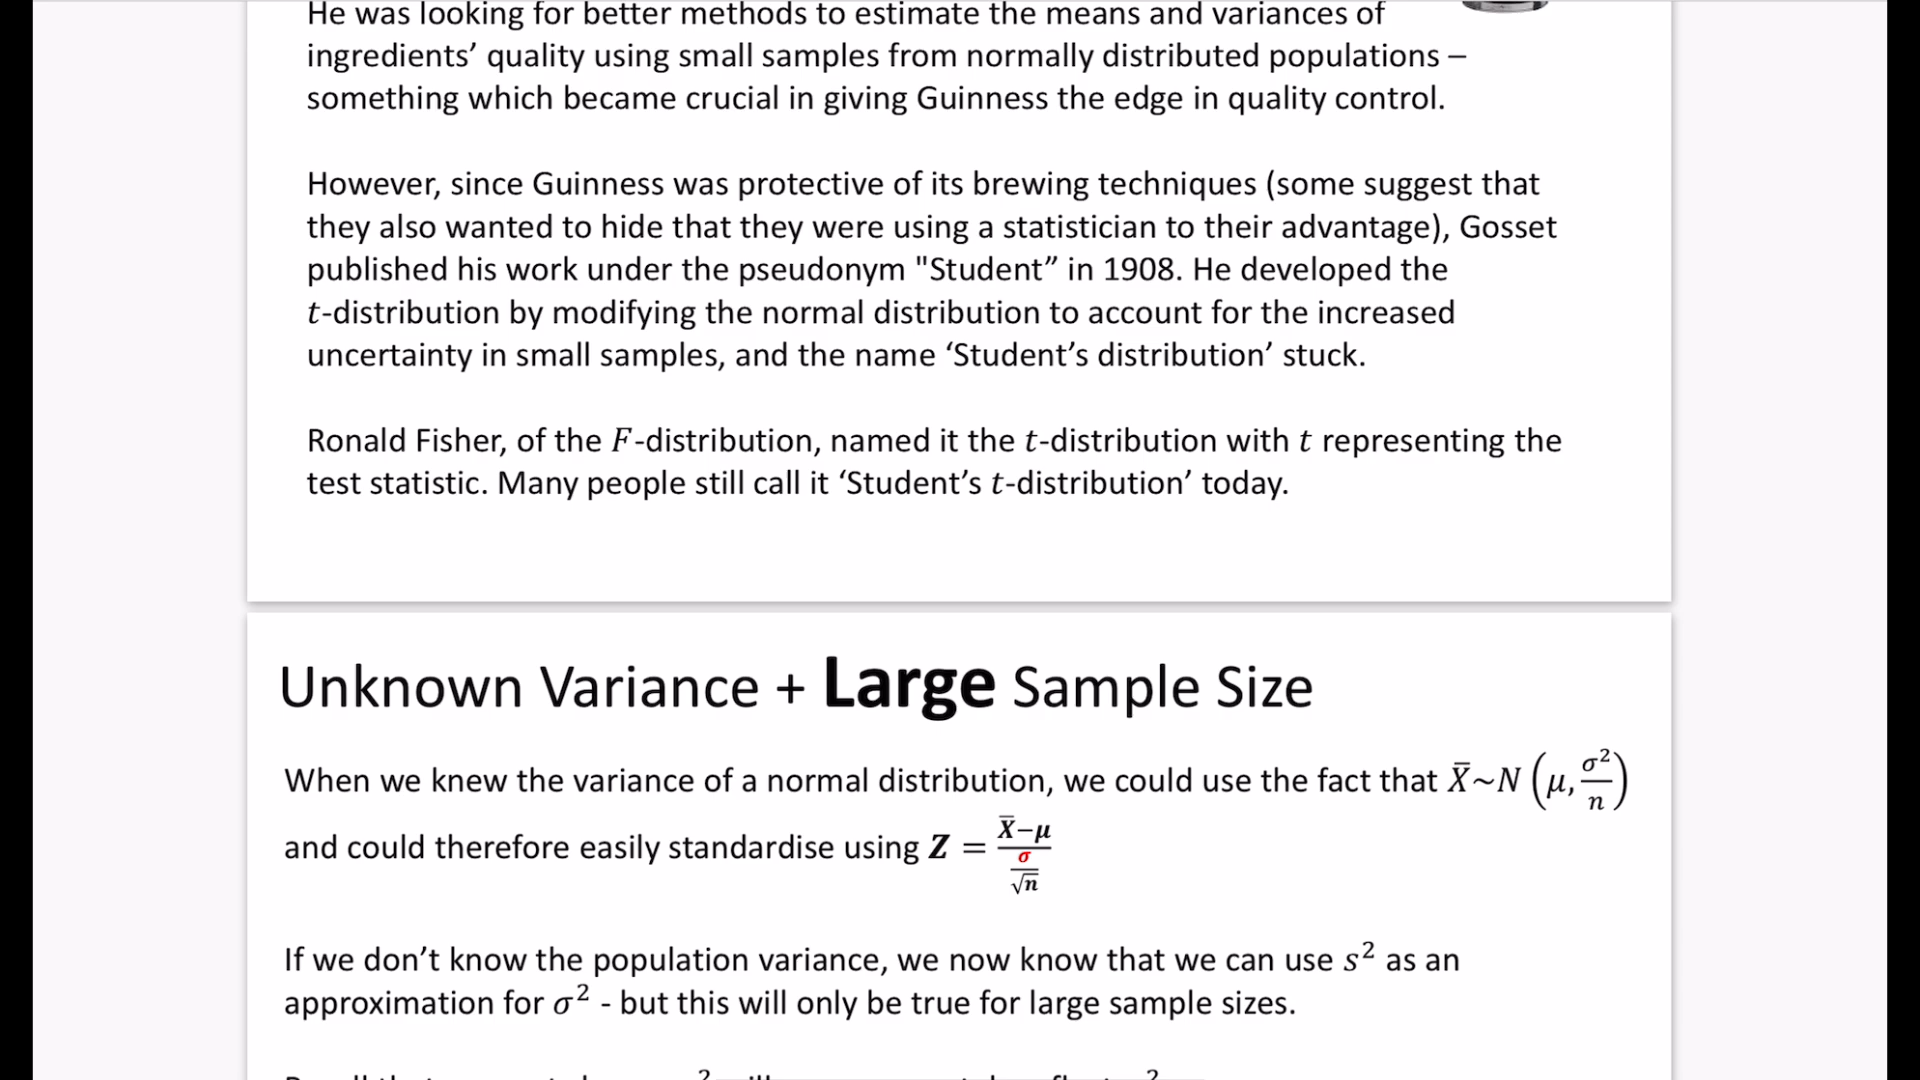 He was looking for better methods to estimate the means and variances of
ingredients’ quality using small samples from normally distributed populations –
something which became crucial in giving Guinness the edge in quality control.
However, since Guinness was protective of its brewing techniques (some suggest that
they also wanted to hide that they were using a statistician to their advantage), Gosset
published his work under the pseudonym "Student” in 1908. He developed the
t-distribution by modifying the normal distribution to account for the increased
uncertainty in small samples, and the name ‘Student’s distribution’ stuck.
Ronald Fisher, of the F-distribution, named it the t-distribution with t representing the
test statistic. Many people still call it ‘Student’s t-distribution’ today.
Unknown Variance + Large Sample Size
When we knew the variance of a normal distribution, we could use the fact that X̄~N(μ, σ²/n)
and could therefore easily standardise using Z = (X̄−μ)/(σ/√n)
If we don’t know the population variance, we now know that we can use s² as an
approximation for σ² - but this will only be true for large sample sizes.